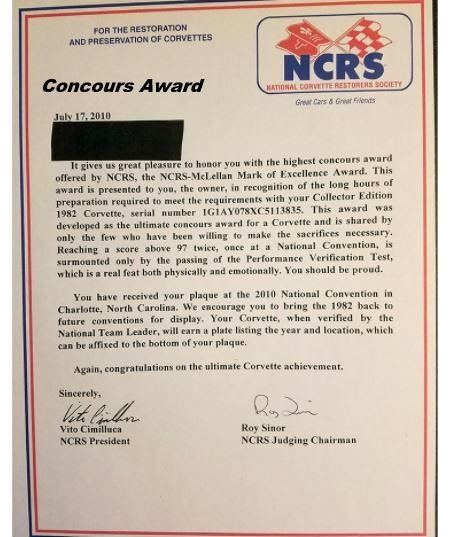 FOR THE RESTORATION
AND PRESERVATION OF CORVETTES
NCRS
NATIONAL CORVETTE RESTORERS SOCIETY
Great Cars & Great Friends
Concours Award
July 17, 2010
It gives us great pleasure to honor you with the highest concours award
offered by NCRS, the NCRS-McLellan Mark of Excellence Award. This
award is presented to you, the owner, in recognition of the long hours of
preparation required to meet the requirements with your Collector Edition
1982 Corvette, serial number 1G1AY078XC5113835. This award was
developed as the ultimate concours award for a Corvette and is shared by
only the few who have been willing to make the sacrifices necessary.
Reaching a score above 97 twice, once at a National Convention, is
surmounted only by the passing of the Performance Verification Test,
which is a real feat both physically and emotionally. You should be proud.
You have received your plaque at the 2010 National Convention in
Charlotte, North Carolina. We encourage you to bring the 1982 back to
future conventions for display. Your Corvette, when verified by the
National Team Leader, will earn a plate listing the year and location, which
can be affixed to the bottom of your plaque.
Again, congratulations on the ultimate Corvette achievement.
Sincerely,
Vito Cimilluca
Vito Cimilluca
NCRS President
Roy Sinor
NCRS Judging Chairman